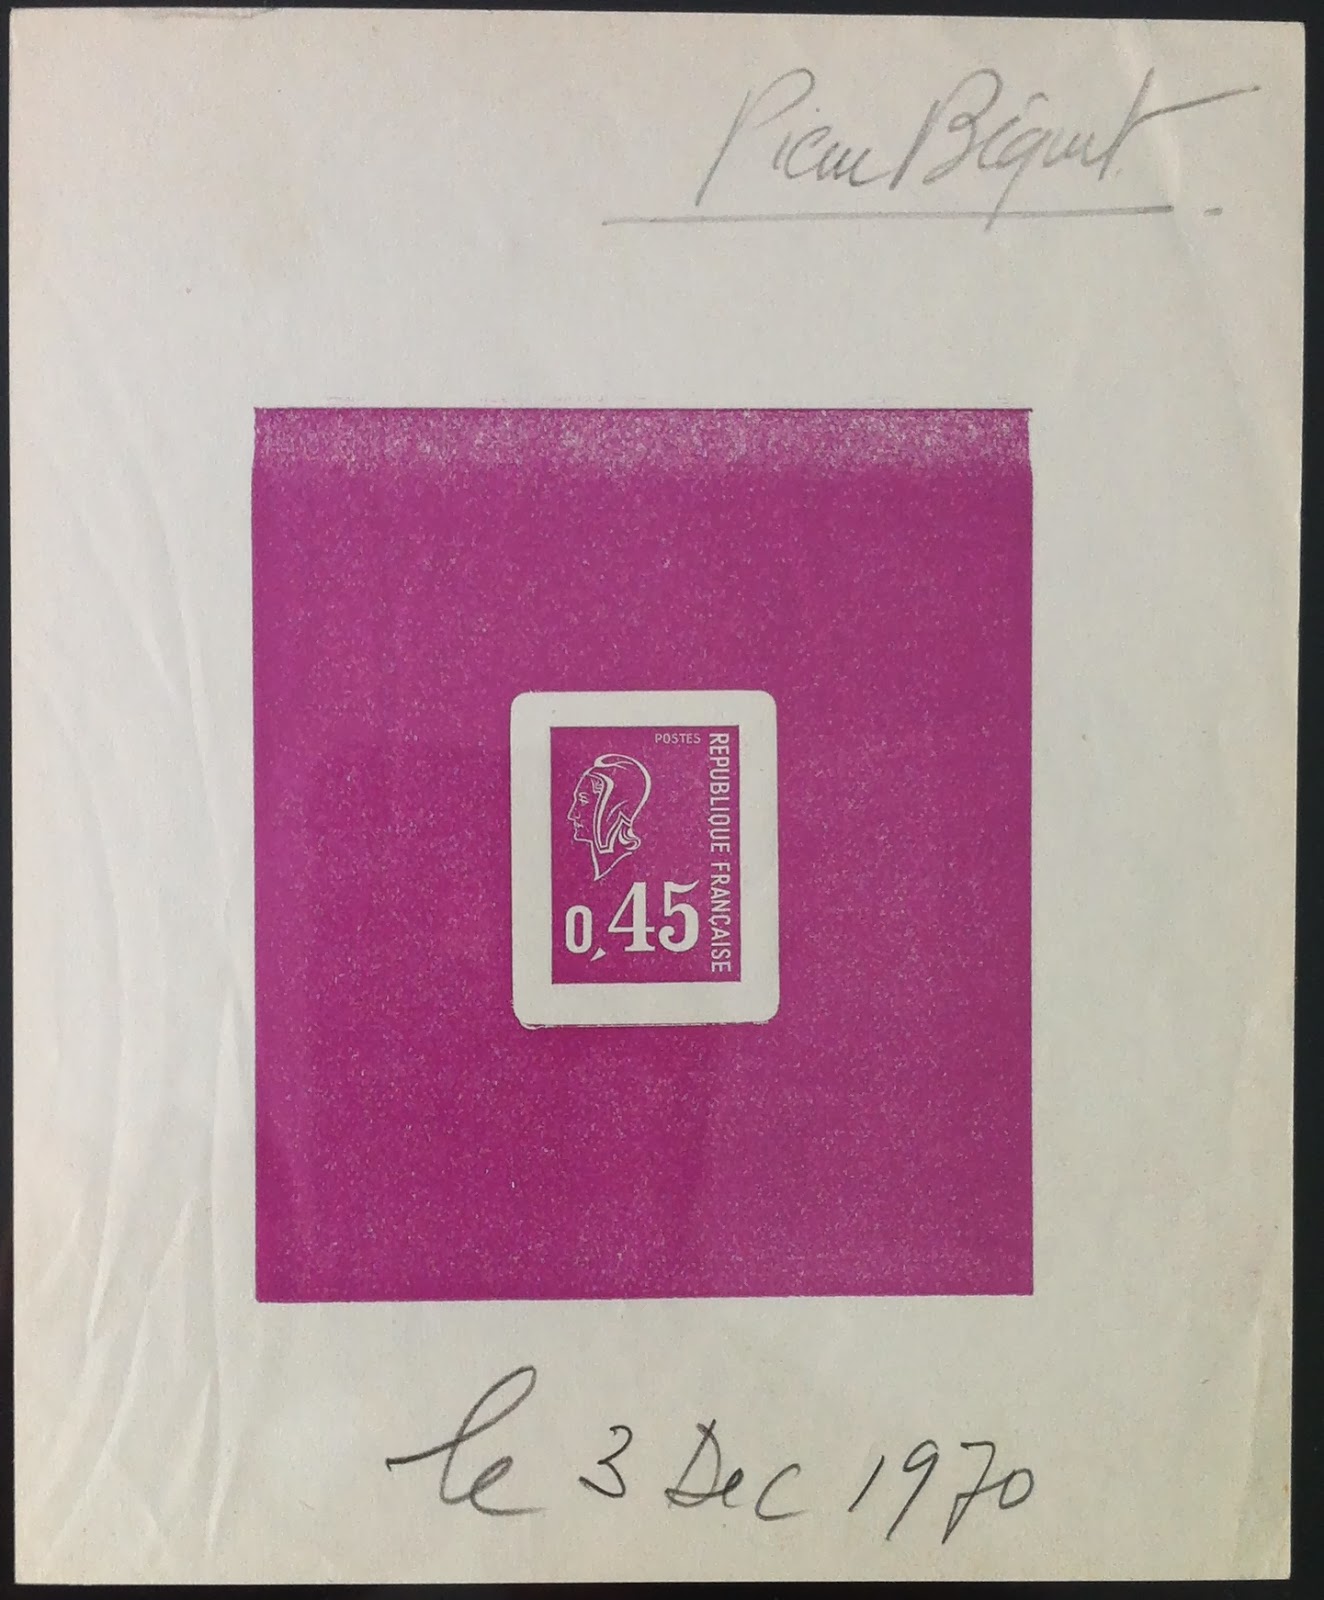 Pierre Béquet
POSTES
REPUBLIQUE FRANÇAISE
0,45
le 3 Dec 1970